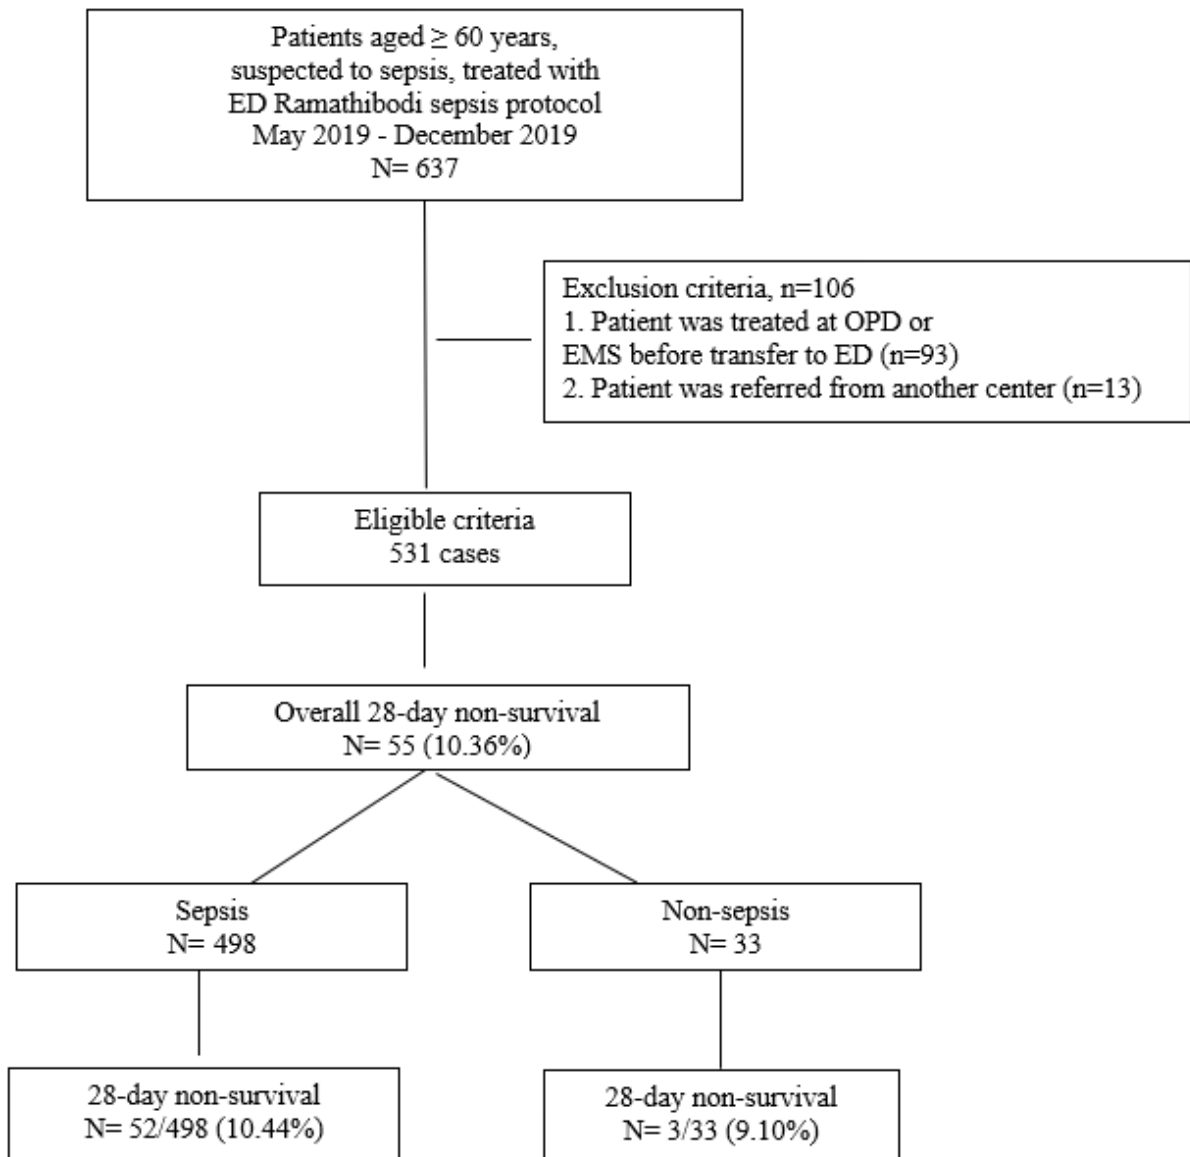 Patients aged ≥ 60 years,
suspected to sepsis, treated with
ED Ramathibodi sepsis protocol
May 2019 - December 2019
N= 637
Exclusion criteria, n=106
1. Patient was treated at OPD or
EMS before transfer to ED (n=93)
2. Patient was referred from another center (n=13)
Eligible criteria
531 cases
Overall 28-day non-survival
N= 55 (10.36%)
Sepsis
N= 498
Non-sepsis
N= 33
28-day non-survival
N= 52/498 (10.44%)
28-day non-survival
N= 3/33 (9.10%)